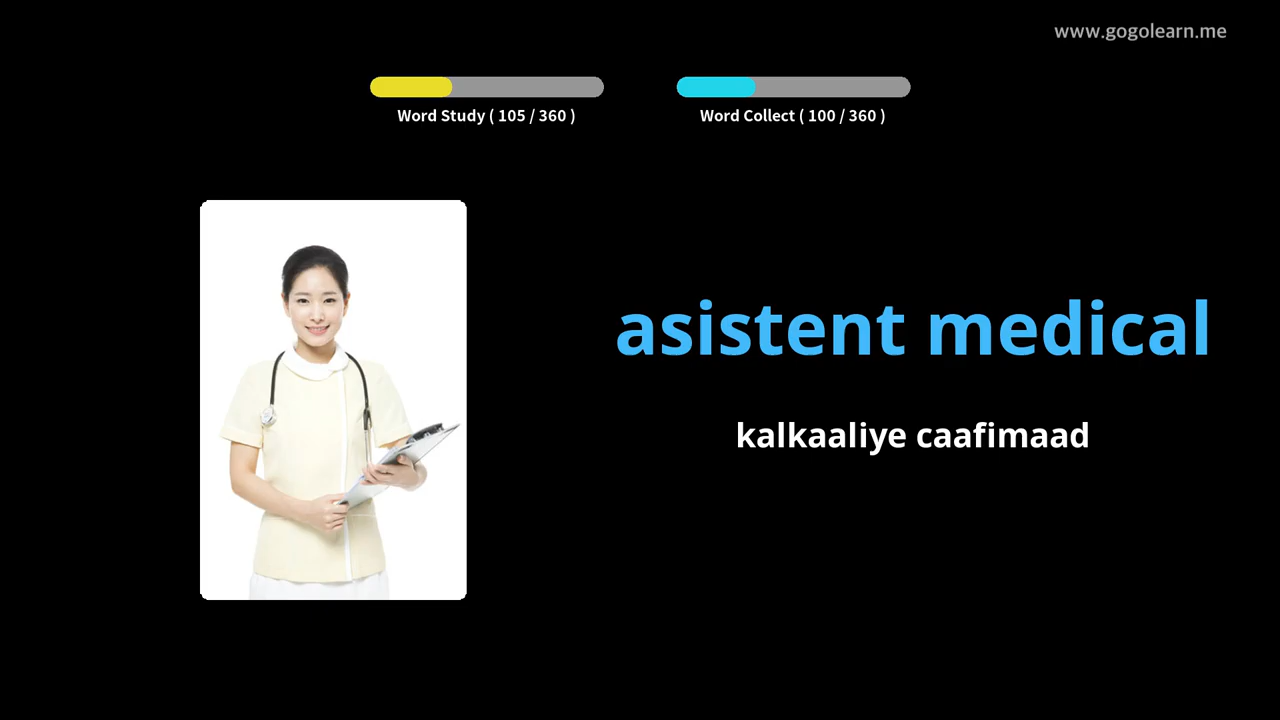 www.gogolearn.me
Word Study ( 105 / 360 )
Word Collect ( 100 / 360 )
asistent medical
kalkaaliye caafimaad